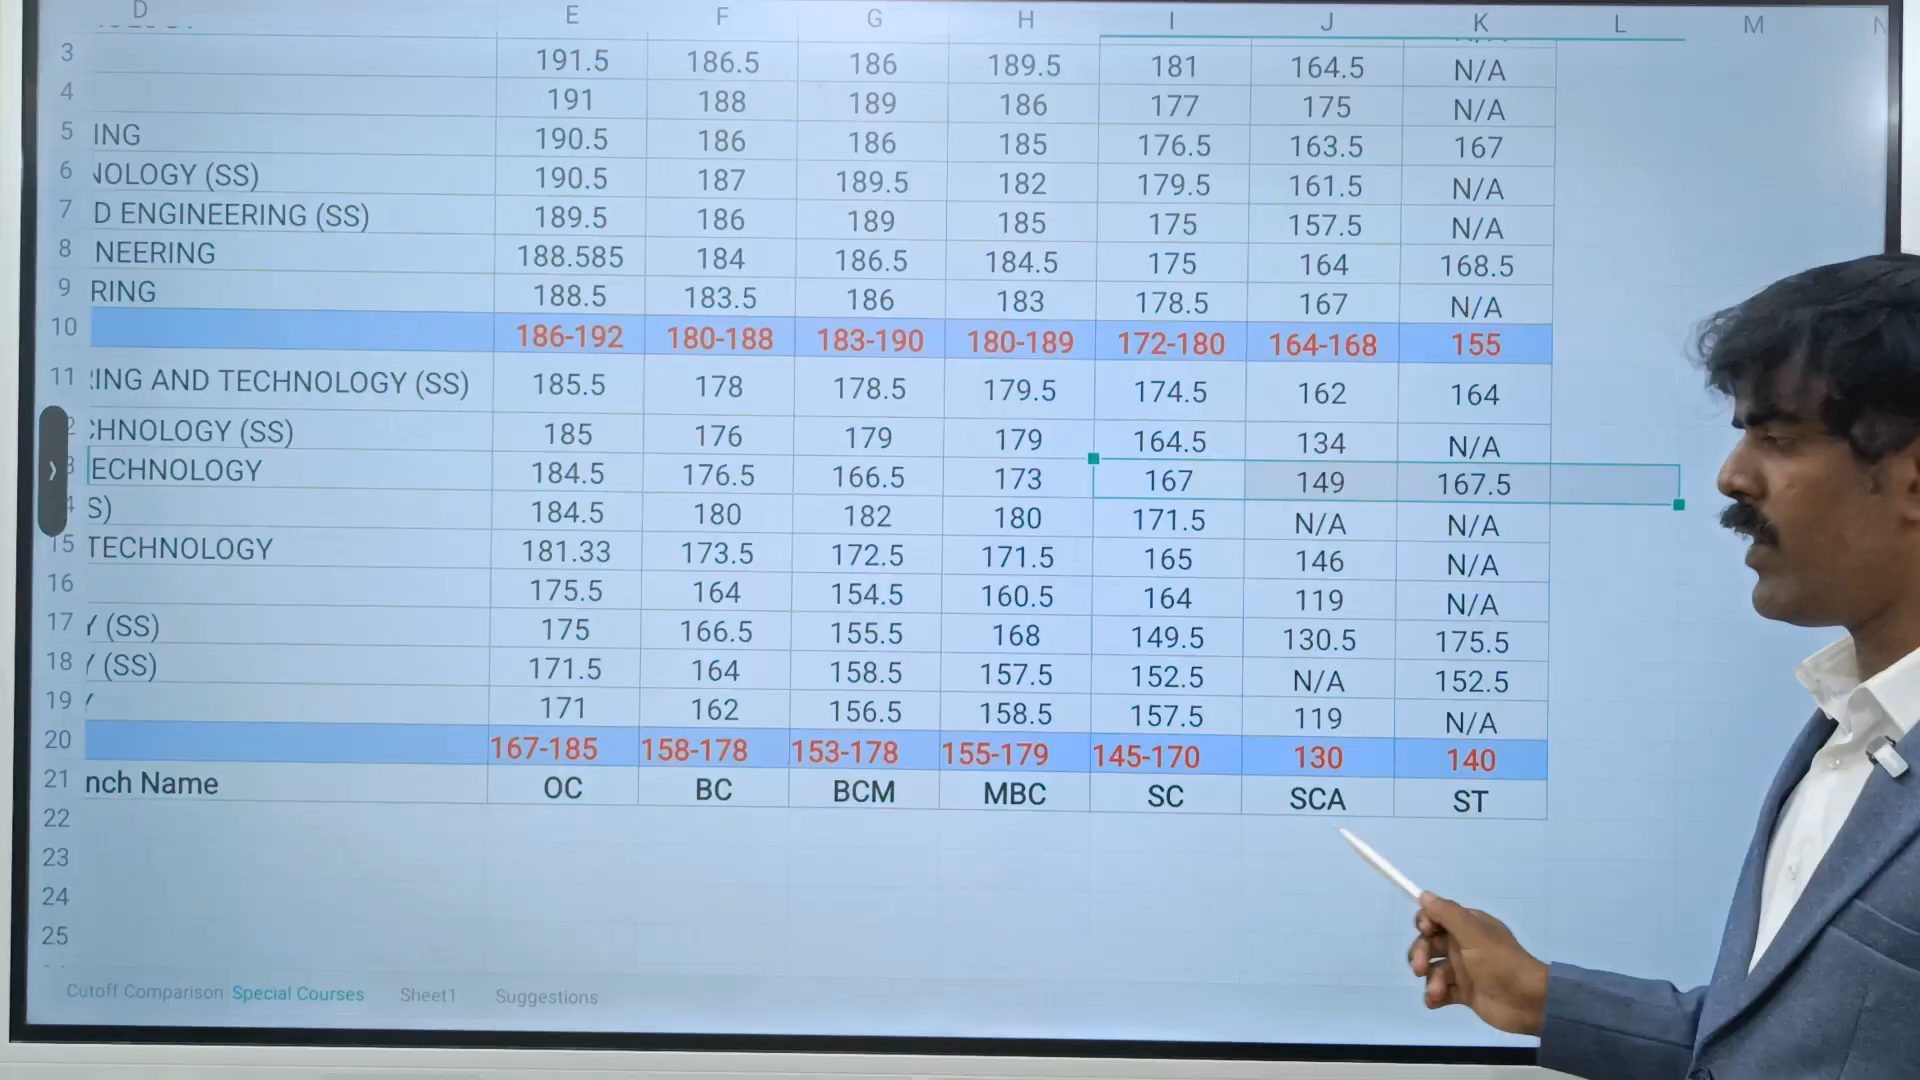 D E F G H I J K L M N
3 191.5 186.5 186 189.5 181 164.5 N/A
4 191 188 189 186 177 175 N/A
5 ING 190.5 186 186 185 176.5 163.5 167
6 NOLOGY (SS) 190.5 187 189.5 182 179.5 161.5 N/A
7 D ENGINEERING (SS) 189.5 186 189 185 175 157.5 N/A
8 NEERING 188.585 184 186.5 184.5 175 164 168.5
9 RING 188.5 183.5 186 183 178.5 167 N/A
10 186-192 180-188 183-190 180-189 172-180 164-168 155
11 ING AND TECHNOLOGY (SS) 185.5 178 178.5 179.5 174.5 162 164
2 CHNOLOGY (SS) 185 176 179 179 164.5 134 N/A
3 ECHNOLOGY 184.5 176.5 166.5 173 167 149 167.5
4 S) 184.5 180 182 180 171.5 N/A N/A
15 TECHNOLOGY 181.33 173.5 172.5 171.5 165 146 N/A
16 175.5 164 154.5 160.5 164 119 N/A
17 Y (SS) 175 166.5 155.5 168 149.5 130.5 175.5
18 Y (SS) 171.5 164 158.5 157.5 152.5 N/A 152.5
19 171 162 156.5 158.5 157.5 119 N/A
20 167-185 158-178 153-178 155-179 145-170 130 140
21 nch Name OC BC BCM MBC SC SCA ST
22
23
24
25
Cutoff Comparison Special Courses Sheet1 Suggestions